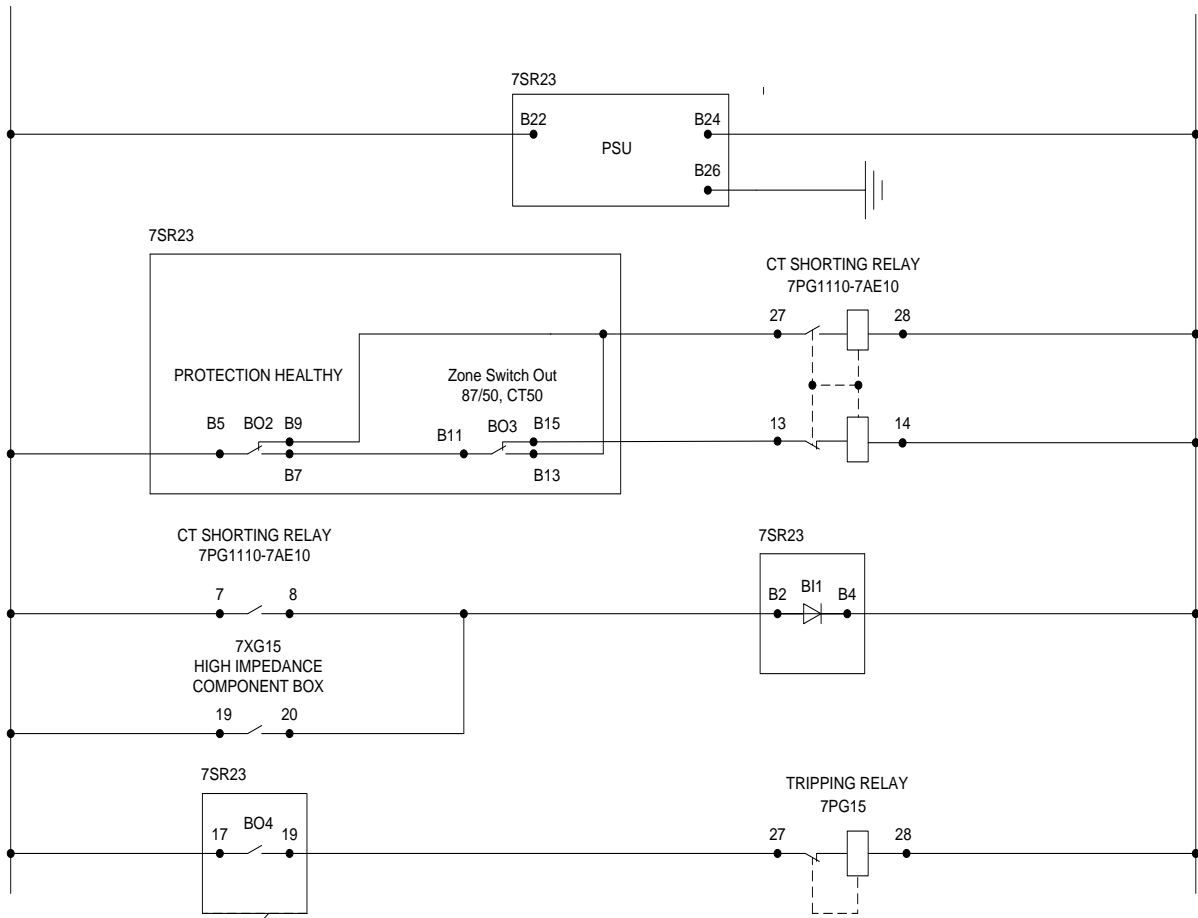 7SR23
B22
B24
PSU
B26
7SR23
CT SHORTING RELAY
7PG1110-7AE10
27
28
PROTECTION HEALTHY
Zone Switch Out
87/50, CT50
B5
BO2
B9
B11
BO3
B15
13
14
B7
B13
CT SHORTING RELAY
7PG1110-7AE10
7SR23
7
8
B2
BI1
B4
7XG15
HIGH IMPEDANCE
COMPONENT BOX
19
20
7SR23
TRIPPING RELAY
7PG15
17
BO4
19
27
28